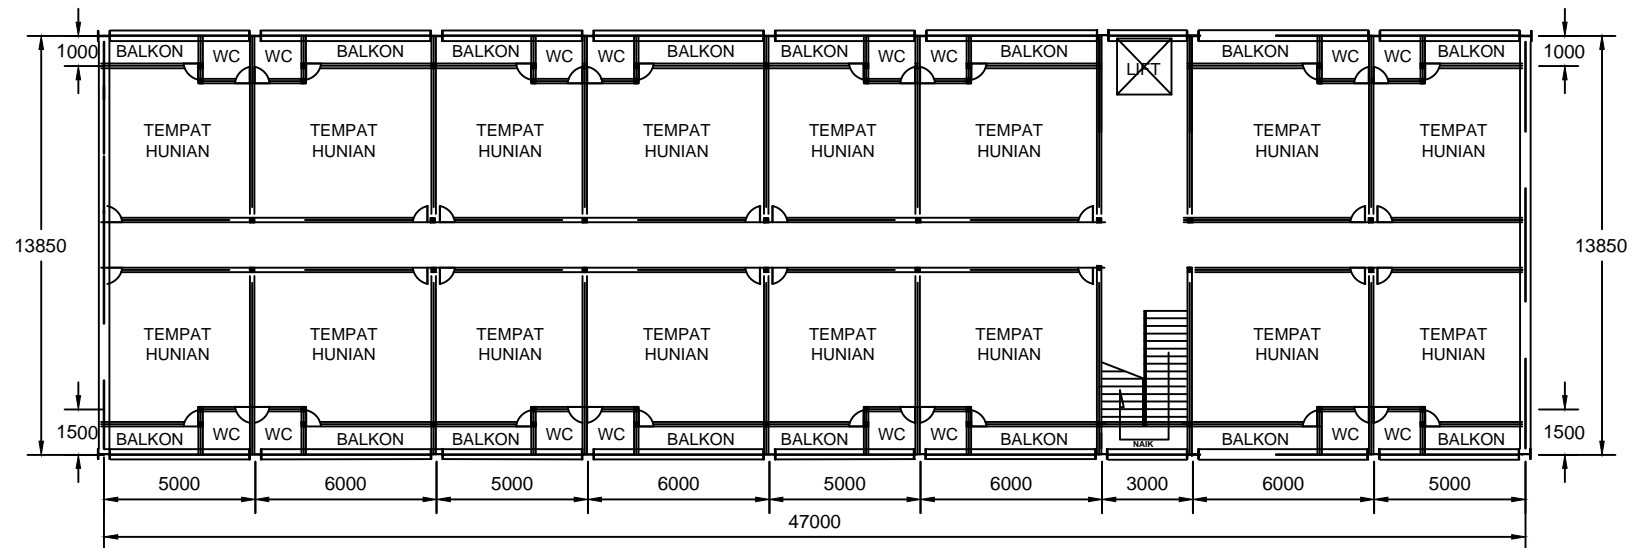 1000 BALKON WC WC BALKON BALKON WC WC BALKON BALKON WC WC BALKON BALKON WC WC BALKON 1000
LIFT
TEMPAT TEMPAT TEMPAT TEMPAT TEMPAT TEMPAT TEMPAT TEMPAT
HUNIAN HUNIAN HUNIAN HUNIAN HUNIAN HUNIAN HUNIAN HUNIAN
13850 13850
TEMPAT TEMPAT TEMPAT TEMPAT TEMPAT TEMPAT TEMPAT TEMPAT
HUNIAN HUNIAN HUNIAN HUNIAN HUNIAN HUNIAN HUNIAN HUNIAN
1500 BALKON WC WC BALKON BALKON WC WC BALKON BALKON WC WC BALKON NAIK BALKON WC WC BALKON 1500
5000 6000 5000 6000 5000 6000 3000 6000 5000
47000